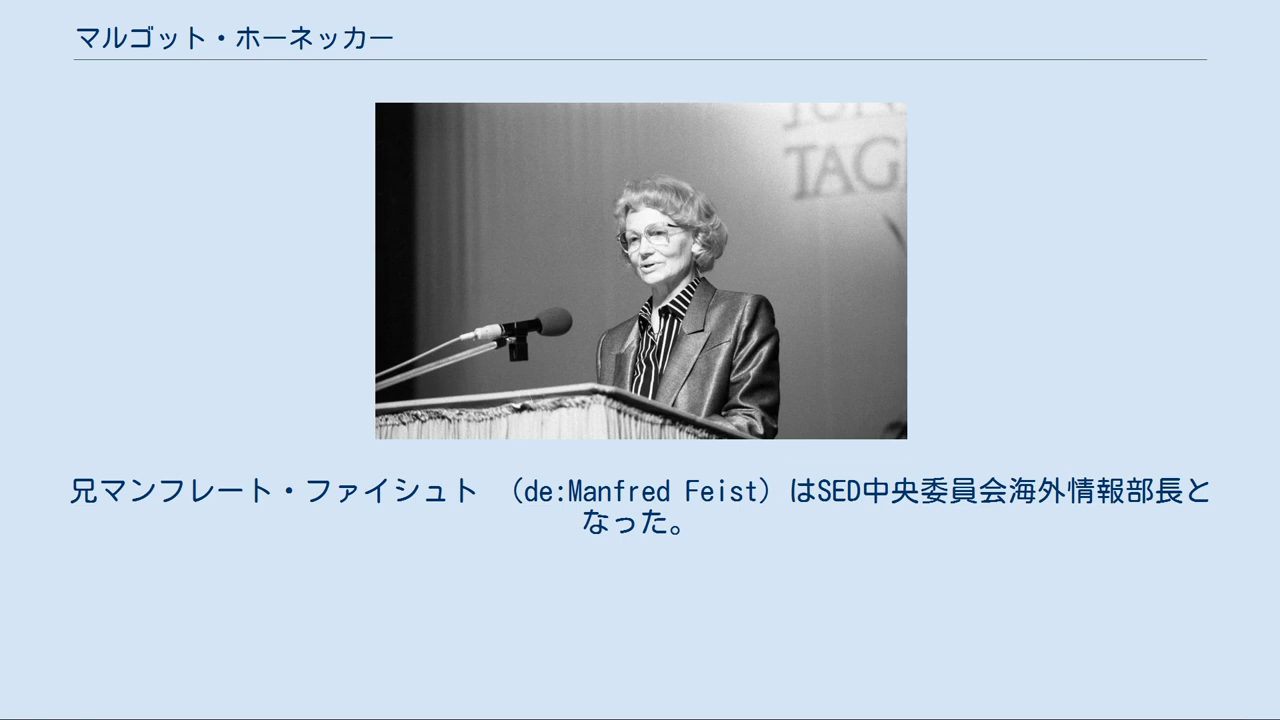 マルゴット・ホーネッカー
TAG
兄マンフレート・ファイシュト　（de:Manfred Feist）はSED中央委員会海外情報部長と
なった。